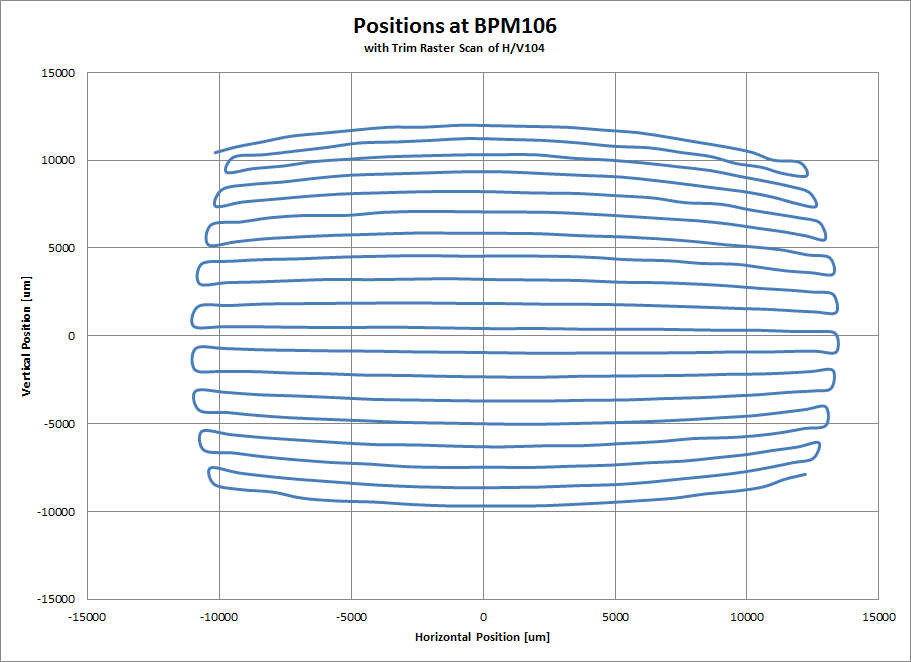 Positions at BPM106
with Trim Raster Scan of H/V104
15000
10000
5000
0
-5000
-10000
-15000
Vertical Position [um]
-15000 -10000 -5000 0 5000 10000 15000
Horizontal Position [um]